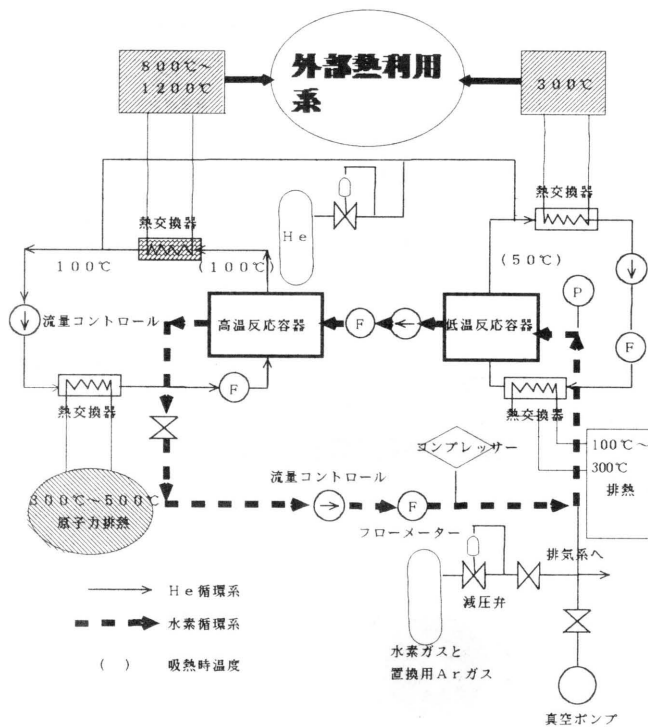 800℃～
1200℃
外部熱利用
系
300℃
熱交換器
He
熱交換器
100℃
(100℃)
(50℃)
P
流量コントロール
高温反応容器
F
低温反応容器
F
F
熱交換器
熱交換器
コンプレッサー
100℃～
300℃
排熱
300℃～500℃
原子力排熱
流量コントロール
F
フローメーター
排気系へ
減圧弁
He循環系
水素循環系
( ) 吸熱時温度
水素ガスと
置換用Arガス
真空ポンプ